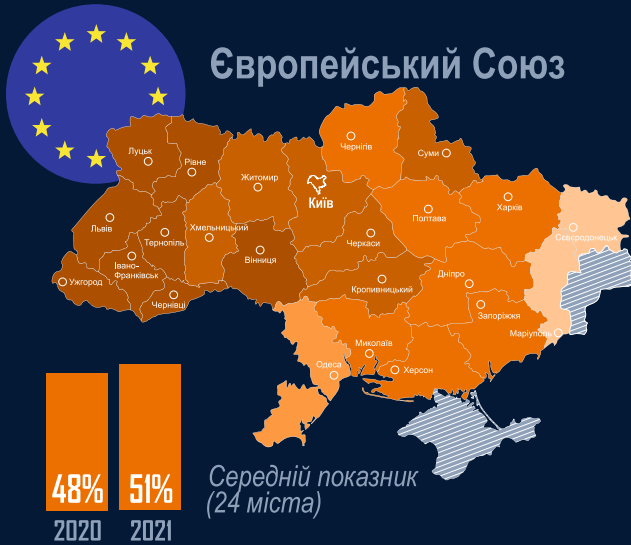 Європейський Союз
Чернігів
Луцьк
Рівне
Суми
Житомир
Київ
Харків
Полтава
Львів
Хмельницький
Тернопіль
Черкаси
Сєвєродонецьк
Вінниця
Івано-
Франківськ
Дніпро
Ужгород
Кропивницький
Чернівці
Запоріжжя
Маріуполь
Миколаїв
Одеса
Херсон
48%
51%
2020
2021
Середній показник
(24 міста)